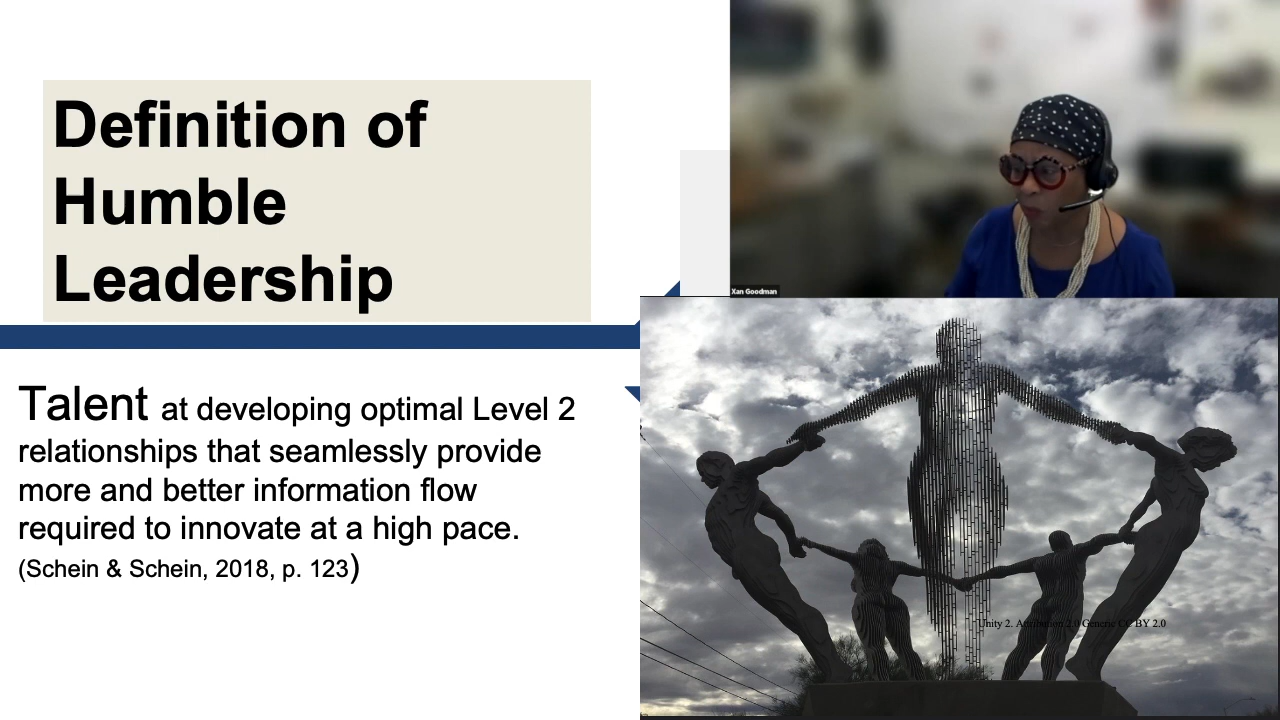 Definition of
Humble
Leadership
Talent at developing optimal Level 2
relationships that seamlessly provide
more and better information flow
required to innovate at a high pace.
(Schein & Schein, 2018, p. 123)
Xan Goodman
Unity 2. Attribution 2.0 Generic CC BY 2.0